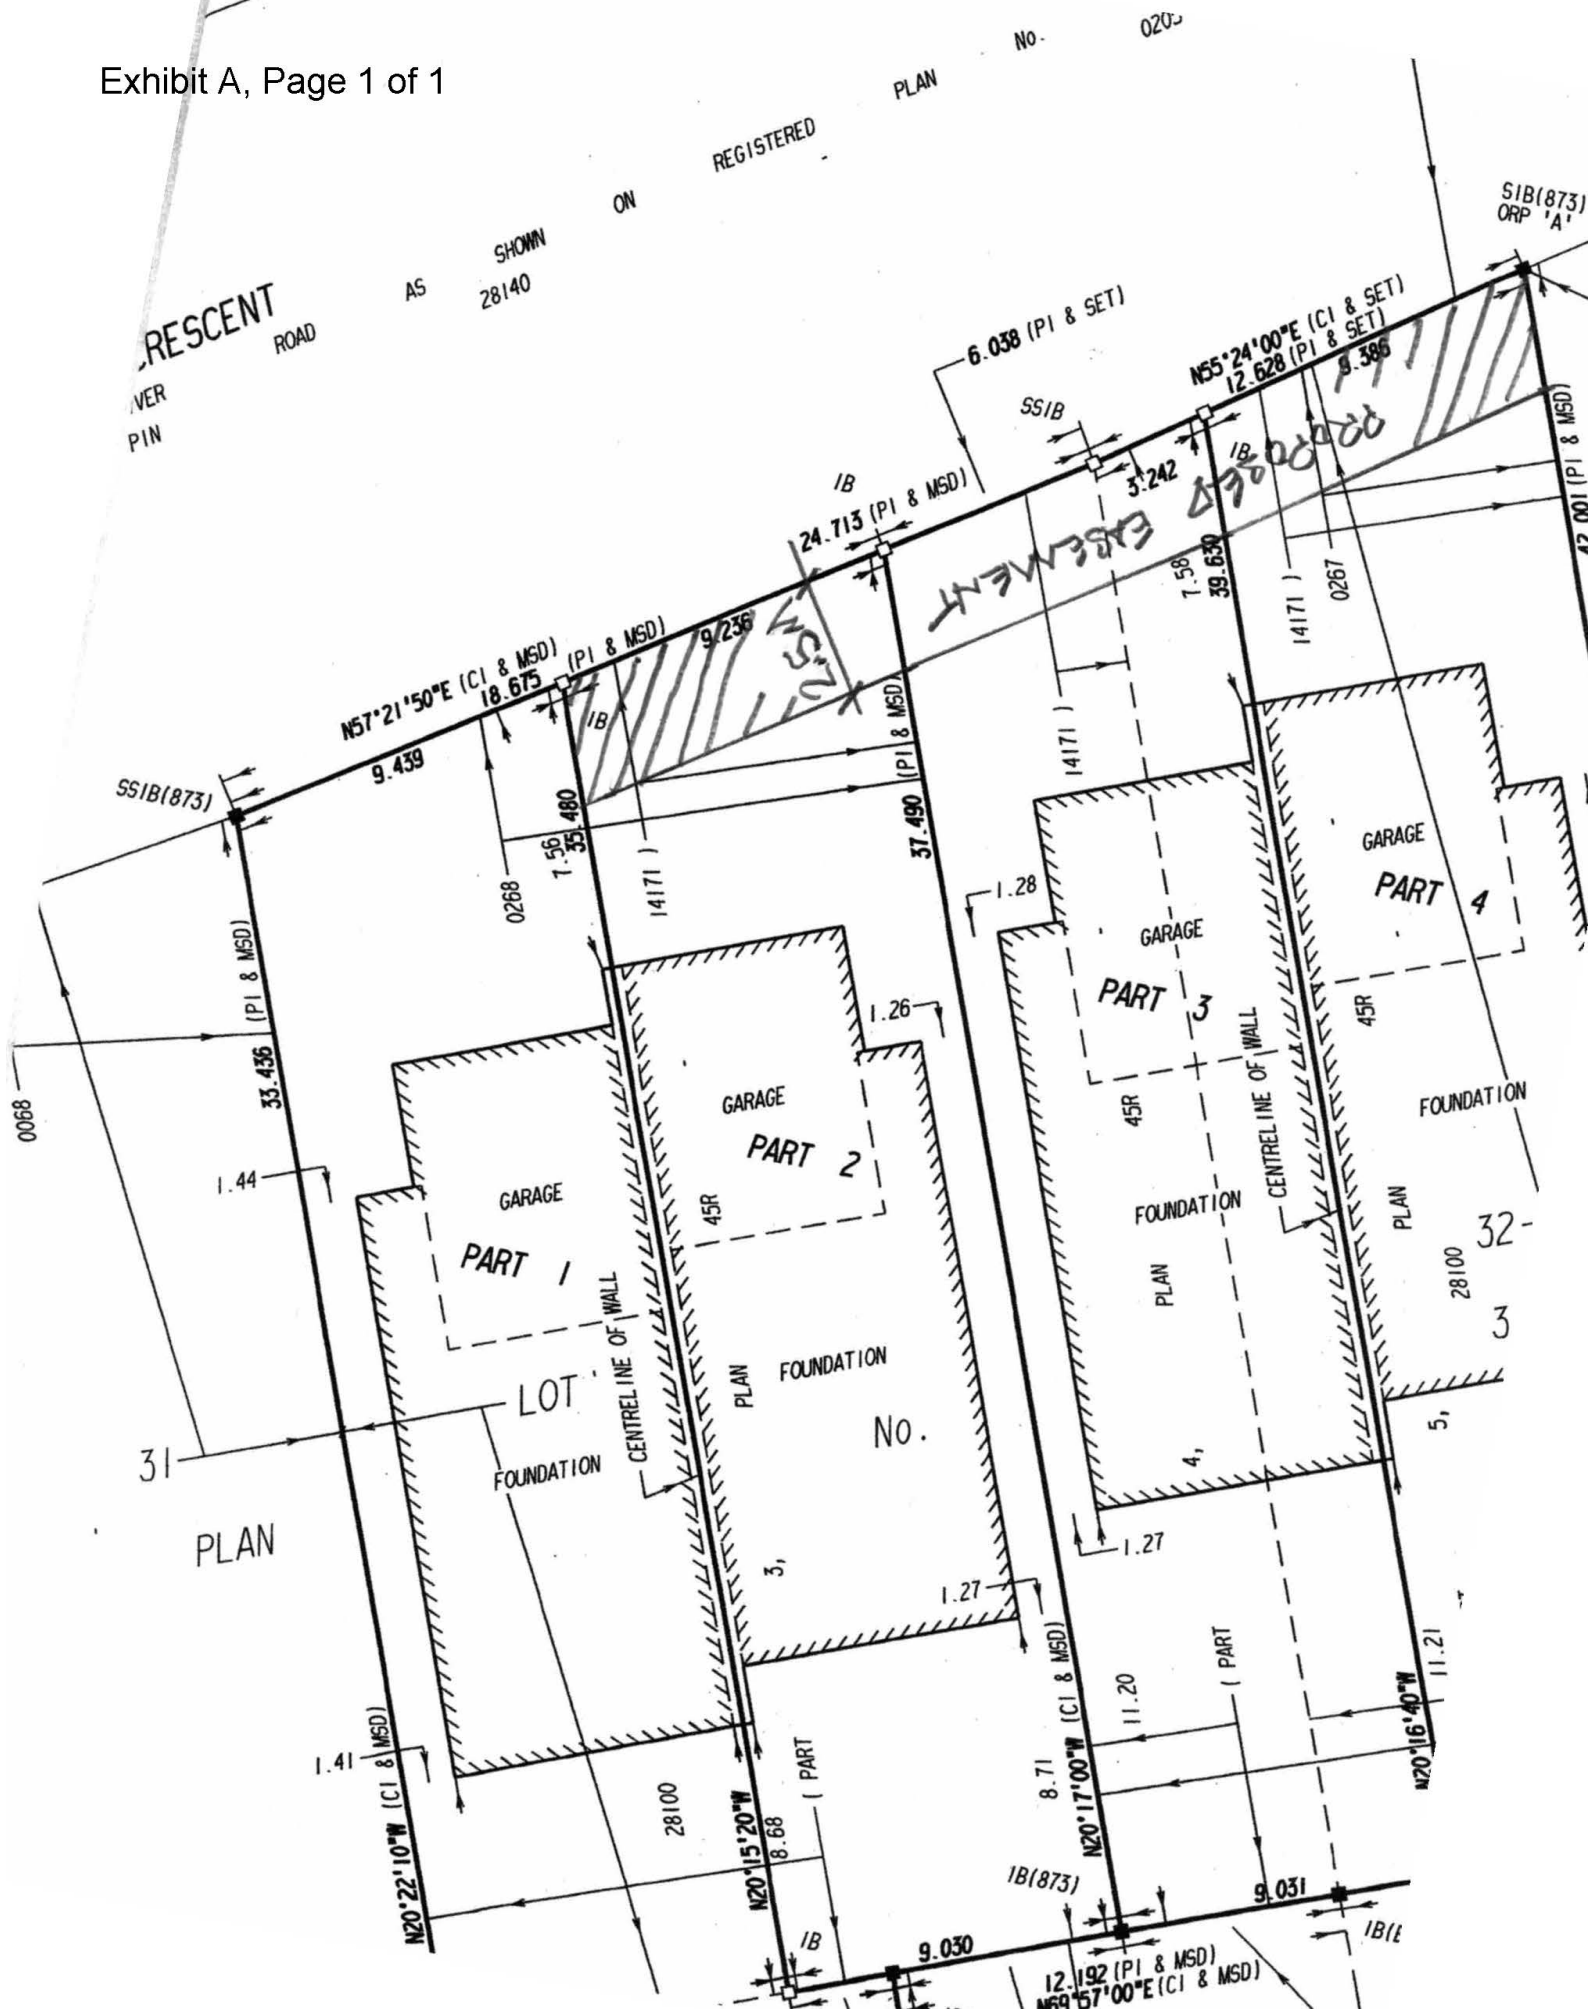 Exhibit A, Page 1 of 1
PLAN
No.
REGISTERED
ON
SHOWN
AS
28140
ROAD
PIN
SIB(873)
ORP 'A'
N55°24'00"E (CI & SET)
12.628 (PI & SET)
9.386
6.038 (PI & SET)
SSIB
3.242
IB
IB
24.713 (PI & MSD)
PROPOSED EASEMENT
2.5M
9.236
(PI & MSD)
N57°21'50"E (CI & MSD)
18.675
9.439
SSIB(873)
IB
7.56
35.480
0268
14171 )
(PI & MSD)
37.490
14171 )
7.58
39.630
14171 )
0267
42.001 (PI & MSD)
(PI & MSD)
33.436
0068
1.44
1.28
1.26
GARAGE
PART 4
GARAGE
PART 3
GARAGE
PART 2
GARAGE
PART 1
45R
45R
45R
CENTRELINE OF WALL
CENTRELINE OF WALL
FOUNDATION
FOUNDATION
FOUNDATION
FOUNDATION
PLAN
PLAN
PLAN
32-
28100
3
5,
4,
3,
LOT
No.
31
PLAN
1.27
1.27
1.41
N20°22'10"W (CI & MSD)
28100
N20°15'20"W
8.68
( PART
8.71
N20°17'00"W (CI & MSD)
11.20
( PART
11.21
N20°16'40"W
IB(873)
9.031
IB
9.030
12.192 (PI & MSD)
N69°57'00"E (CI & MSD)